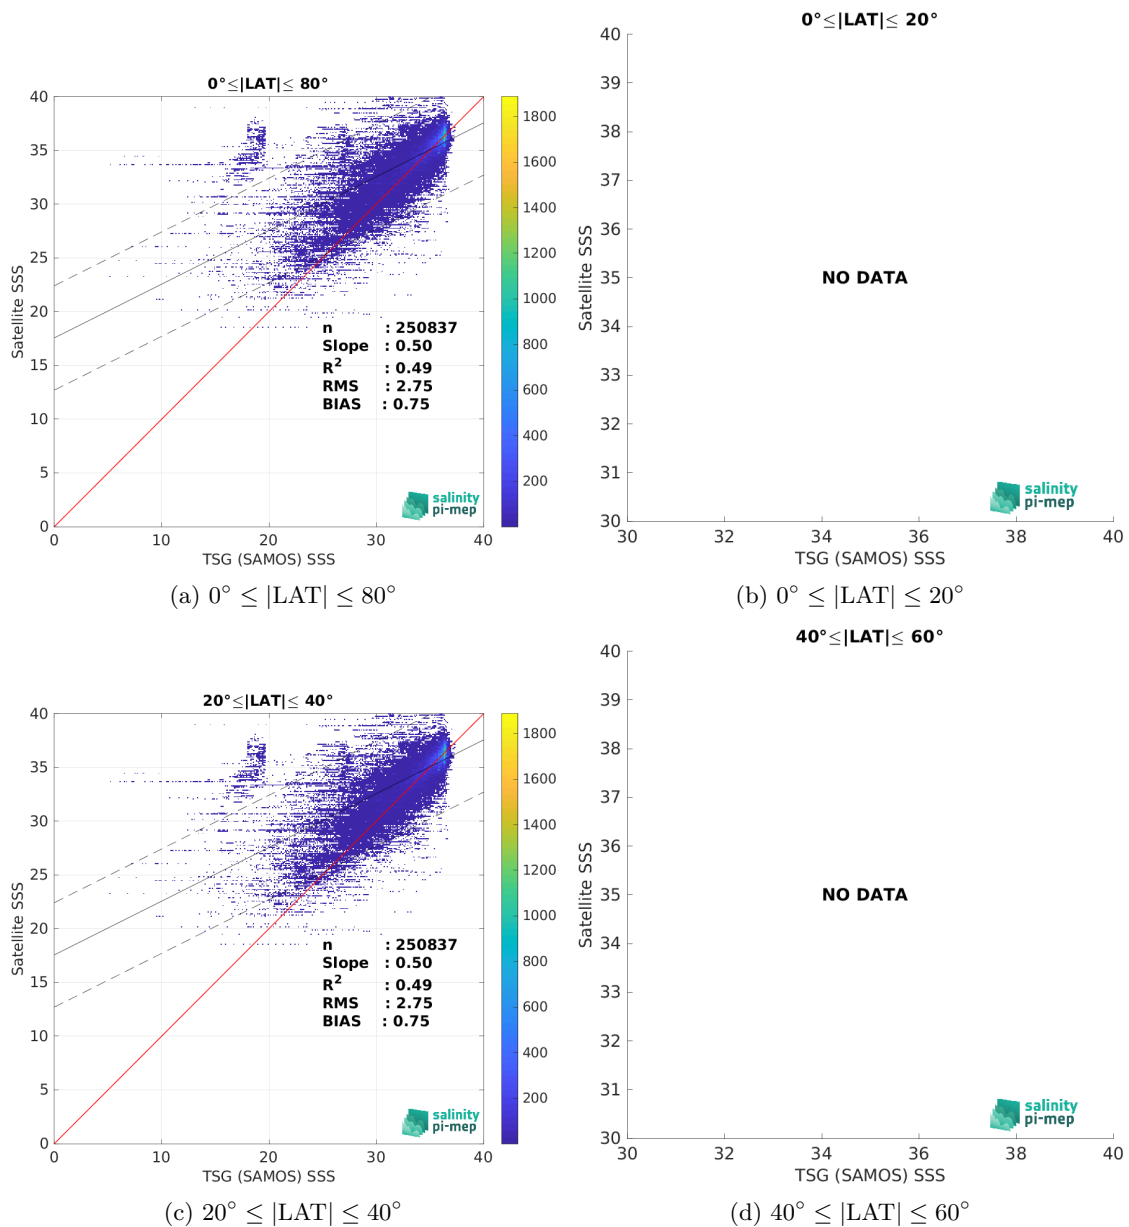 0°≤|LAT|≤ 80°
40
35
30
25
20
15
10
5
0
Satellite SSS
0
10
20
30
40
TSG (SAMOS) SSS
n : 250837
Slope : 0.50
R² : 0.49
RMS : 2.75
BIAS : 0.75
salinity
pi-mep
1800
1600
1400
1200
1000
800
600
400
200
(a) 0° ≤ |LAT| ≤ 80°
0°≤|LAT|≤ 20°
40
39
38
37
36
35
34
33
32
31
30
Satellite SSS
NO DATA
salinity
pi-mep
30
32
34
36
38
40
TSG (SAMOS) SSS
(b) 0° ≤ |LAT| ≤ 20°
20°≤|LAT|≤ 40°
40
35
30
25
20
15
10
5
0
Satellite SSS
0
10
20
30
40
TSG (SAMOS) SSS
n : 250837
Slope : 0.50
R² : 0.49
RMS : 2.75
BIAS : 0.75
salinity
pi-mep
1800
1600
1400
1200
1000
800
600
400
200
(c) 20° ≤ |LAT| ≤ 40°
40°≤|LAT|≤ 60°
40
39
38
37
36
35
34
33
32
31
30
Satellite SSS
NO DATA
salinity
pi-mep
30
32
34
36
38
40
TSG (SAMOS) SSS
(d) 40° ≤ |LAT| ≤ 60°